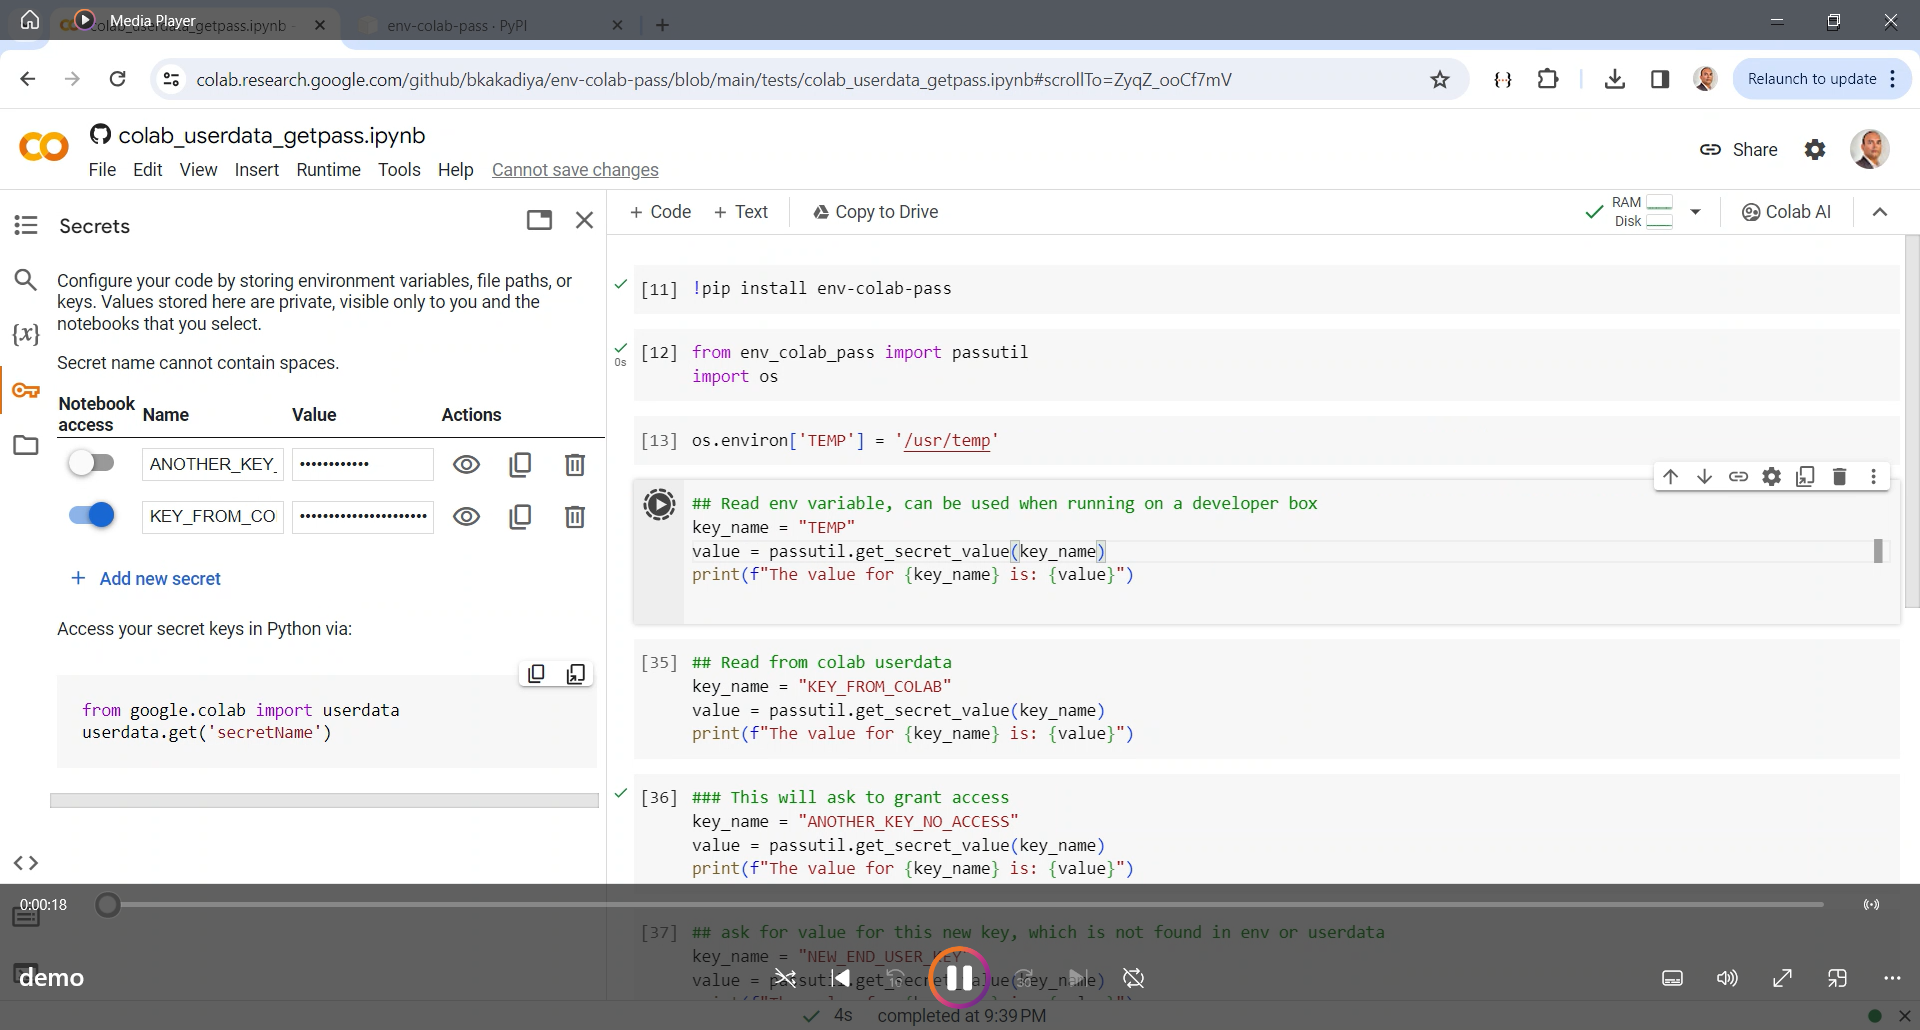 Media Player
colab_userdata_getpass.ipynb
env-colab-pass · PyPI
colab.research.google.com/github/bkakadiya/env-colab-pass/blob/main/tests/colab_userdata_getpass.ipynb#scrollTo=ZyqZ_ooCf7mV
Relaunch to update
CO
colab_userdata_getpass.ipynb
File Edit View Insert Runtime Tools Help Cannot save changes
Share
Secrets
+ Code + Text Copy to Drive
RAM
Disk
Colab AI
Configure your code by storing environment variables, file paths, or
keys. Values stored here are private, visible only to you and the
notebooks that you select.
Secret name cannot contain spaces.
Notebook access Name Value Actions
ANOTHER_KEY_ ••••••••••••
KEY_FROM_CO ••••••••••••••••••••••
+ Add new secret
Access your secret keys in Python via:
from google.colab import userdata
userdata.get('secretName')
[11] !pip install env-colab-pass
0s
[12] from env_colab_pass import passutil
import os
[13] os.environ['TEMP'] = '/usr/temp'
## Read env variable, can be used when running on a developer box
key_name = "TEMP"
value = passutil.get_secret_value(key_name)
print(f"The value for {key_name} is: {value}")
[35] ## Read from colab userdata
key_name = "KEY_FROM_COLAB"
value = passutil.get_secret_value(key_name)
print(f"The value for {key_name} is: {value}")
[36] ### This will ask to grant access
key_name = "ANOTHER_KEY_NO_ACCESS"
value = passutil.get_secret_value(key_name)
print(f"The value for {key_name} is: {value}")
0:00:18
[37] ## ask for value for this new key, which is not found in env or userdata
key_name = "NEW_END_USER_KEY"
value = passutil.get_secret_value(key_name)
demo
10
30
4s completed at 9:39 PM